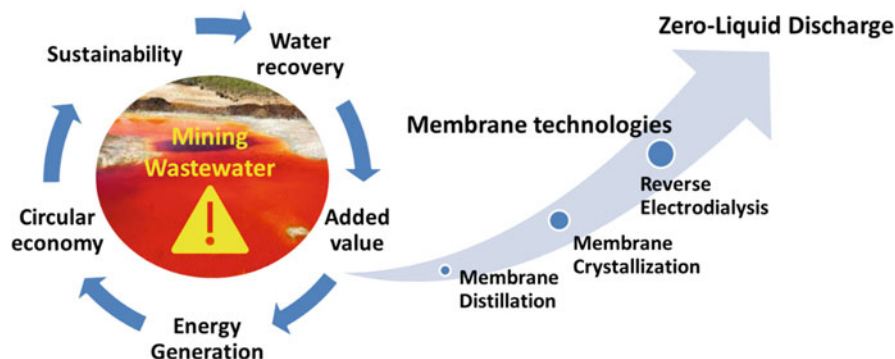 Zero-Liquid Discharge
Sustainability
Water
recovery
Mining
Wastewater
Membrane technologies
Reverse
Electrodialysis
Circular
economy
Added
value
Membrane
Crystallization
Membrane
Distillation
Energy
Generation